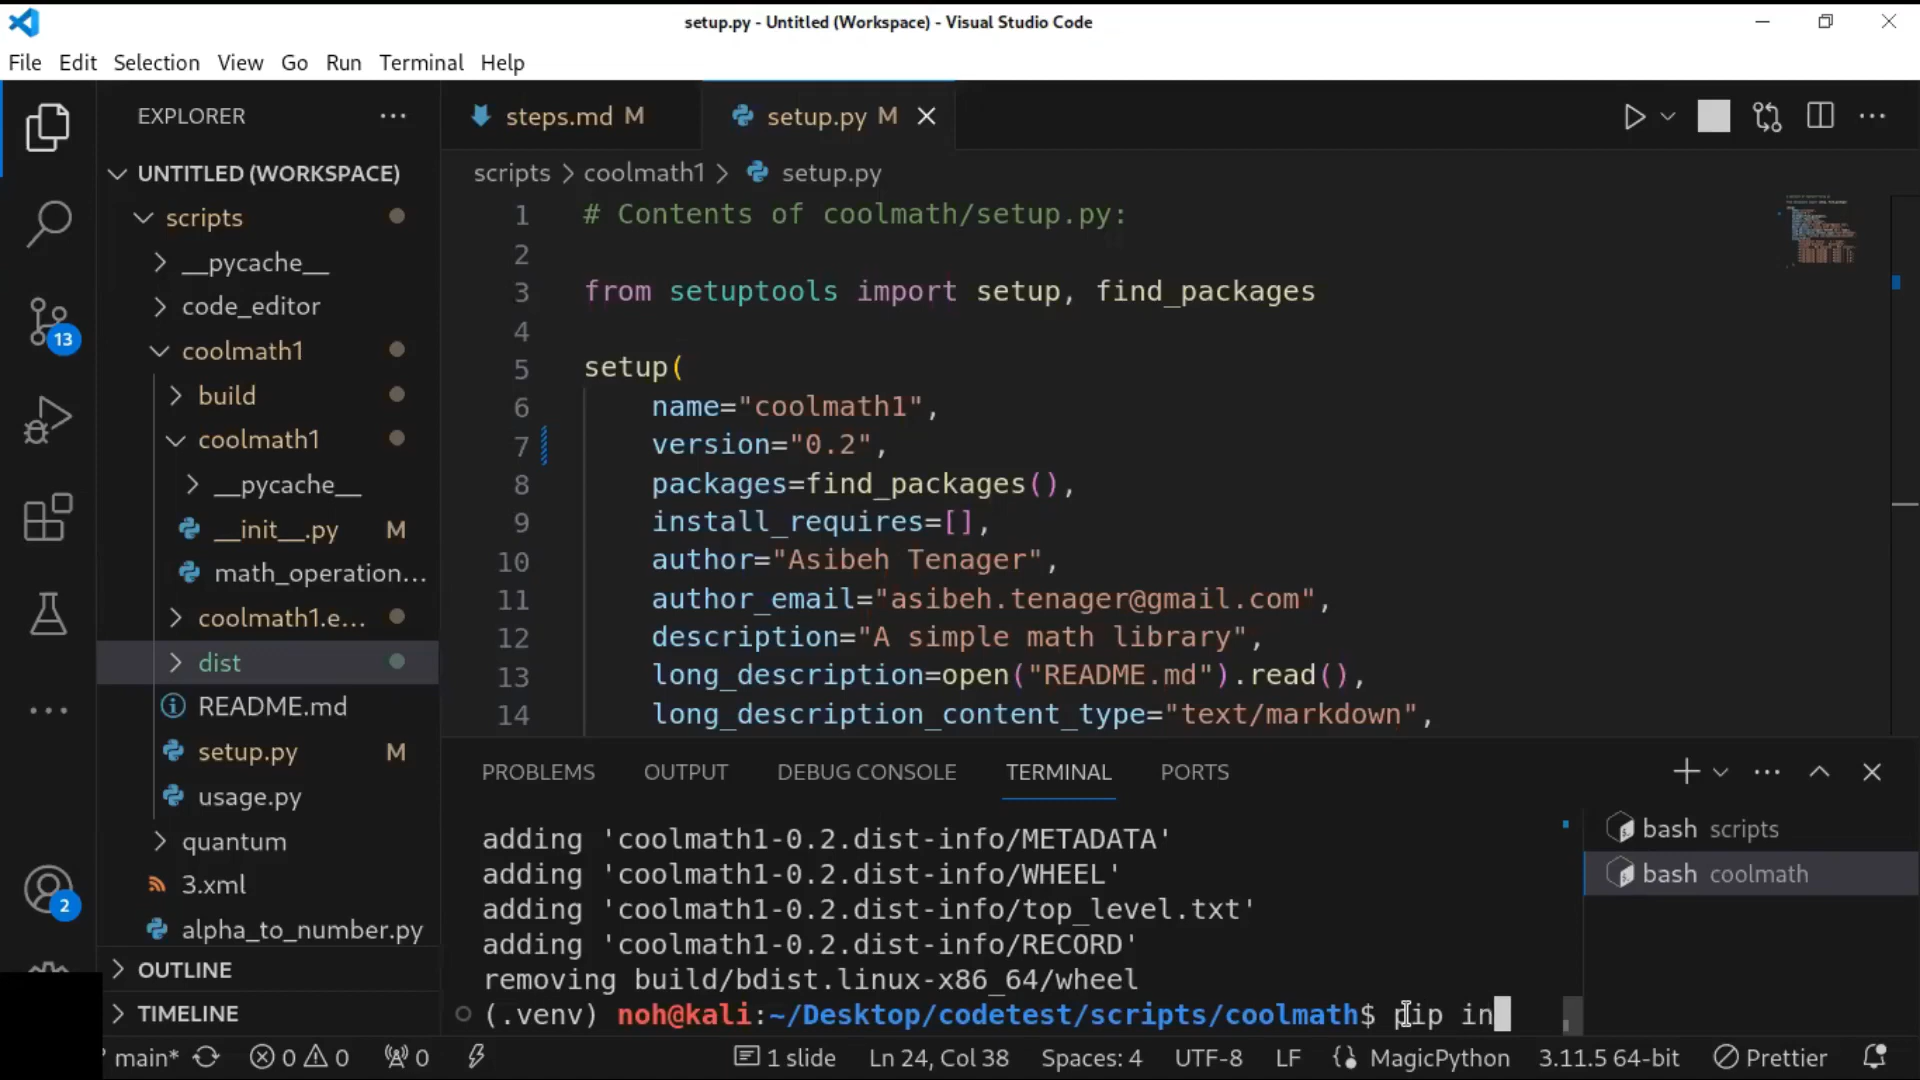 setup.py - Untitled (Workspace) - Visual Studio Code
File Edit Selection View Go Run Terminal Help
EXPLORER
UNTITLED (WORKSPACE)
scripts
__pycache__
code_editor
coolmath1
build
coolmath1
__pycache__
__init__.py M
math_operation...
coolmath1.e...
dist
README.md
setup.py M
usage.py
quantum
3.xml
alpha_to_number.py
OUTLINE
TIMELINE
13
2
steps.md M
setup.py M
scripts > coolmath1 > setup.py
1 # Contents of coolmath/setup.py:
2
3 from setuptools import setup, find_packages
4
5 setup(
6 name="coolmath1",
7 version="0.2",
8 packages=find_packages(),
9 install_requires=[],
10 author="Asibeh Tenager",
11 author_email="asibeh.tenager@gmail.com",
12 description="A simple math library",
13 long_description=open("README.md").read(),
14 long_description_content_type="text/markdown",
PROBLEMS OUTPUT DEBUG CONSOLE TERMINAL PORTS
adding 'coolmath1-0.2.dist-info/METADATA'
adding 'coolmath1-0.2.dist-info/WHEEL'
adding 'coolmath1-0.2.dist-info/top_level.txt'
adding 'coolmath1-0.2.dist-info/RECORD'
removing build/bdist.linux-x86_64/wheel
(.venv) noh@kali:~/Desktop/codetest/scripts/coolmath$ pip in
bash scripts
bash coolmath
main* 0 0 0 1 slide Ln 24, Col 38 Spaces: 4 UTF-8 LF MagicPython 3.11.5 64-bit Prettier